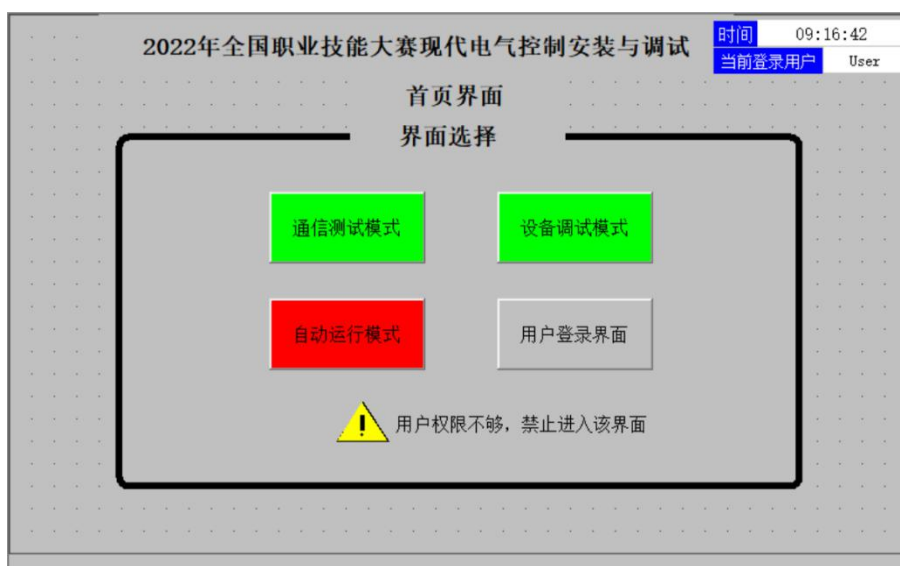 2022年全国职业技能大赛现代电气控制安装与调试
时间 09:16:42
当前登录用户 User
首页界面
界面选择
通信测试模式 设备调试模式
自动运行模式 用户登录界面
! 用户权限不够，禁止进入该界面